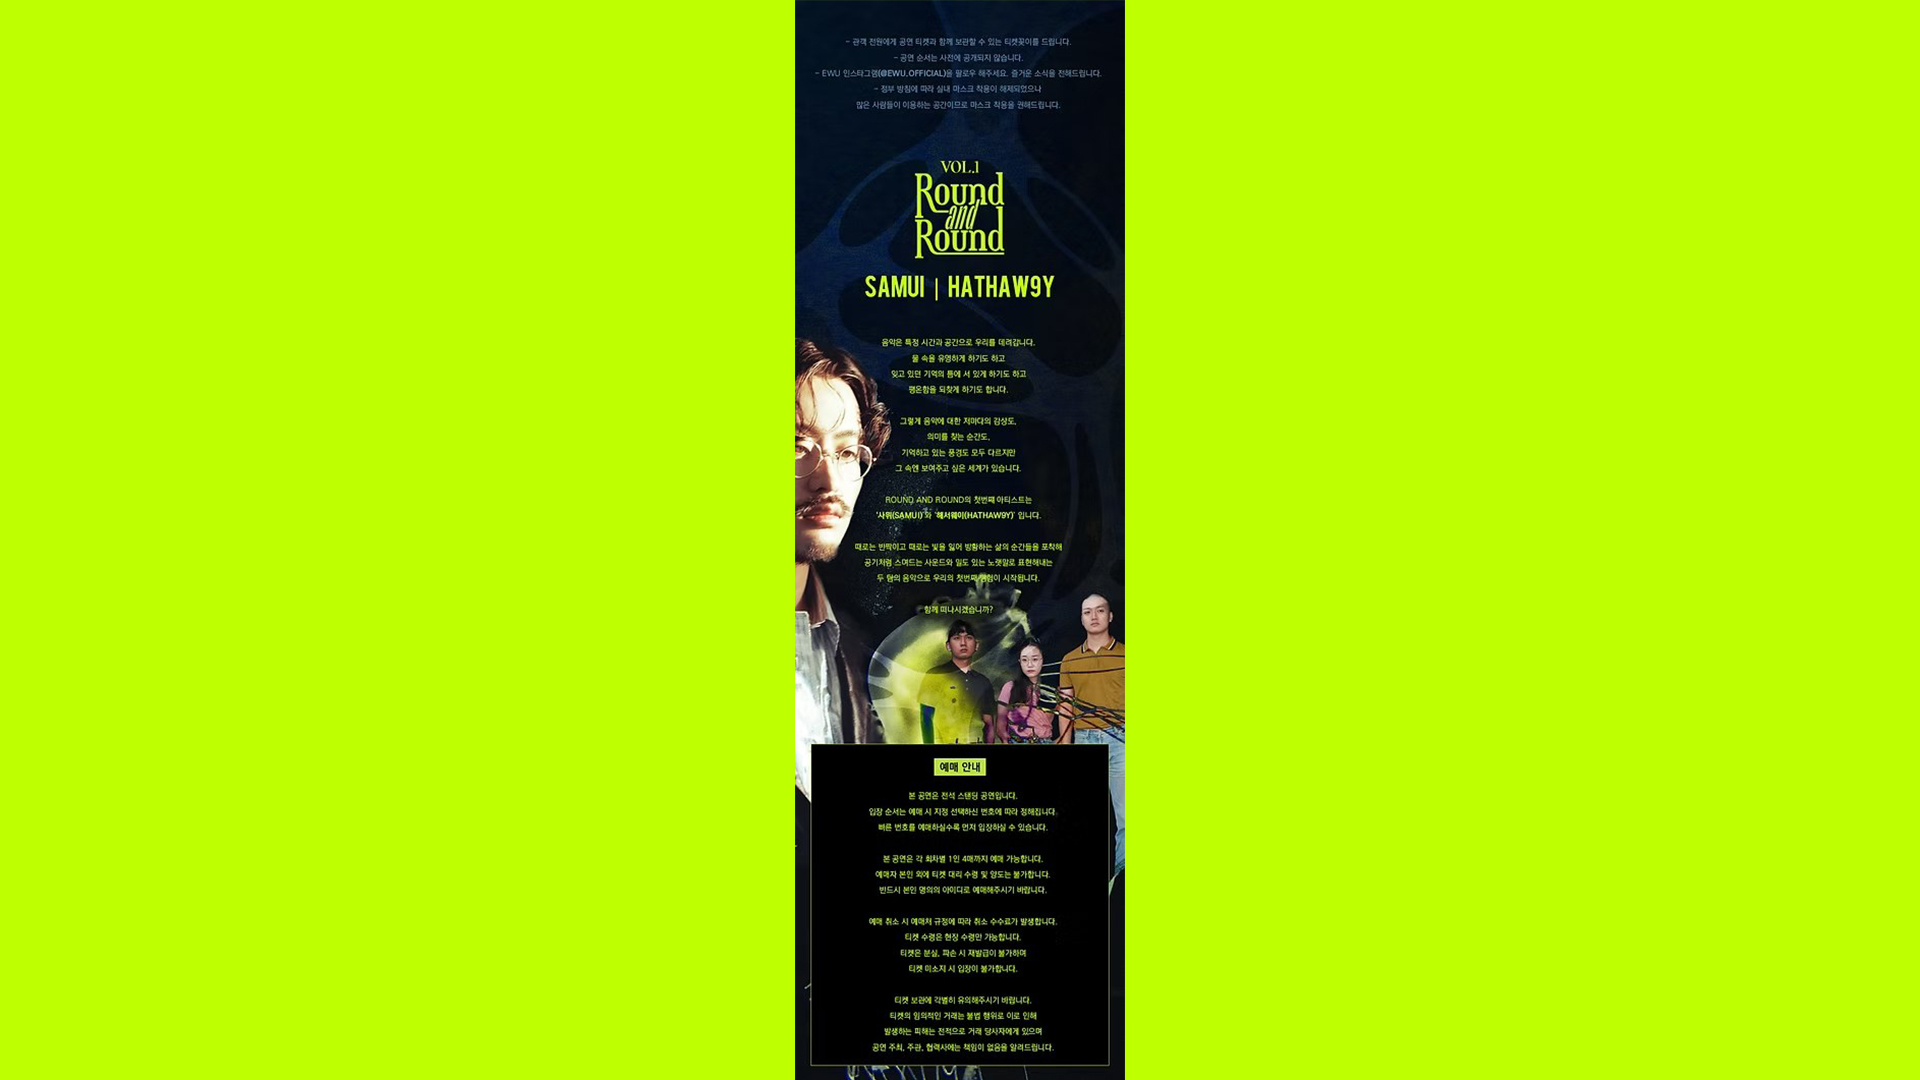 - 관객 전원에게 공연 티켓과 함께 보관할 수 있는 티켓꽂이를 드립니다.
- 공연 순서는 사전에 공개되지 않습니다.
- EWU 인스타그램(@EWU.OFFICIAL)을 팔로우 해주세요. 즐거운 소식을 전해드립니다.
- 정부 방침에 따라 실내 마스크 착용이 해제되었으나
많은 사람들이 이용하는 공간이므로 마스크 착용을 권해드립니다.
VOL.1
Round
and
Round
SAMUI | HATHAW9Y
음악은 특정 시간과 공간으로 우리를 데려갑니다.
물 속을 유영하게 하기도 하고
잊고 있던 기억의 틈에 서 있게 하기도 하고
평온함을 되찾게 하기도 합니다.
그렇게 음악에 대한 저마다의 감상도,
의미를 찾는 순간도,
기억하고 있는 풍경도 모두 다르지만
그 속엔 보여주고 싶은 세계가 있습니다.
ROUND AND ROUND의 첫번째 아티스트는
'사뮈(SAMUI)'와 '해서웨이(HATHAW9Y)' 입니다.
때로는 반짝이고 때로는 빛을 잃어 방황하는 삶의 순간들을 포착해
공기처럼 스며드는 사운드와 밀도 있는 노랫말로 표현해내는
두 팀의 음악으로 우리의 첫번째 이 시작됩니다.
함께 떠나시겠습니까?
예매 안내
본 공연은 전석 스탠딩 공연입니다.
입장 순서는 예매 시 지정 선택하신 번호에 따라 정해집니다.
빠른 번호를 예매하실수록 먼저 입장하실 수 있습니다.
본 공연은 각 회차별 1인 4매까지 예매 가능합니다.
예매자 본인 외에 티켓 대리 수령 및 양도는 불가합니다.
반드시 본인 명의의 아이디로 예매해주시기 바랍니다.
예매 취소 시 예매처 규정에 따라 취소 수수료가 발생합니다.
티켓 수령은 현장 수령만 가능합니다.
티켓은 분실, 파손 시 재발급이 불가하며
티켓 미소지 시 입장이 불가합니다.
티켓 보관에 각별히 유의해주시기 바랍니다.
티켓의 임의적인 거래는 불법 행위로 이로 인해
발생하는 피해는 전적으로 거래 당사자에게 있으며
공연 주최, 주관, 협력사에는 책임이 없음을 알려드립니다.